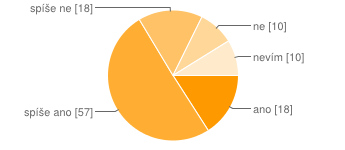 spíše ne [18]
ne [10]
nevím [10]
spíše ano [57]
ano [18]